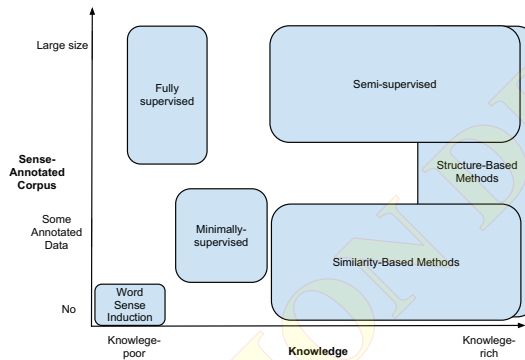 Large size
Fully
supervised
Semi-supervised
Sense-
Annotated
Corpus
Structure-Based
Methods
Some
Annotated
Data
Minimally-
supervised
Similarity-Based Methods
Word
Sense
Induction
No
Knowlege-
poor
Knowledge
Knowlege-
rich